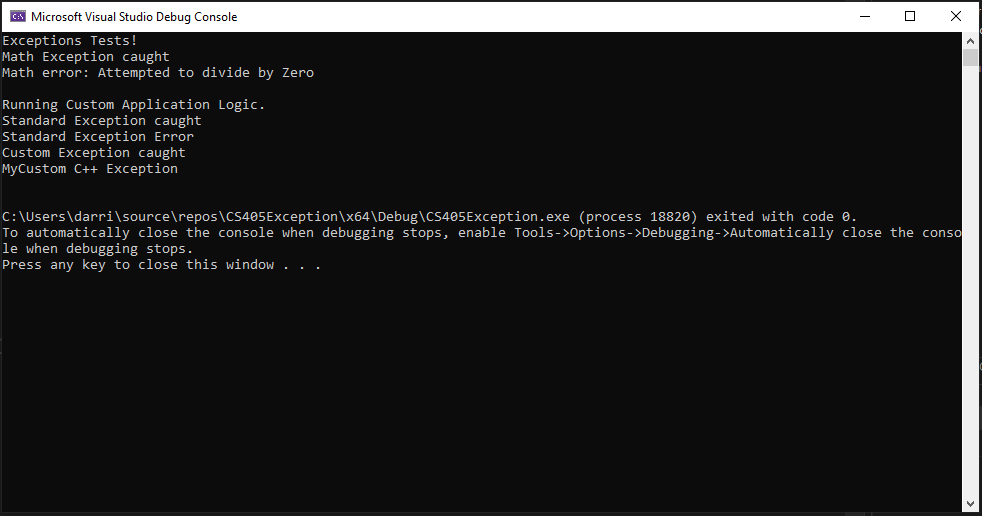 Microsoft Visual Studio Debug Console
Exceptions Tests!
Math Exception caught
Math error: Attempted to divide by Zero
Running Custom Application Logic.
Standard Exception caught
Standard Exception Error
Custom Exception caught
MyCustom C++ Exception
C:\Users\darri\source\repos\CS405Exception\x64\Debug\CS405Exception.exe (process 18820) exited with code 0.
To automatically close the console when debugging stops, enable Tools->Options->Debugging->Automatically close the conso
le when debugging stops.
Press any key to close this window . . .